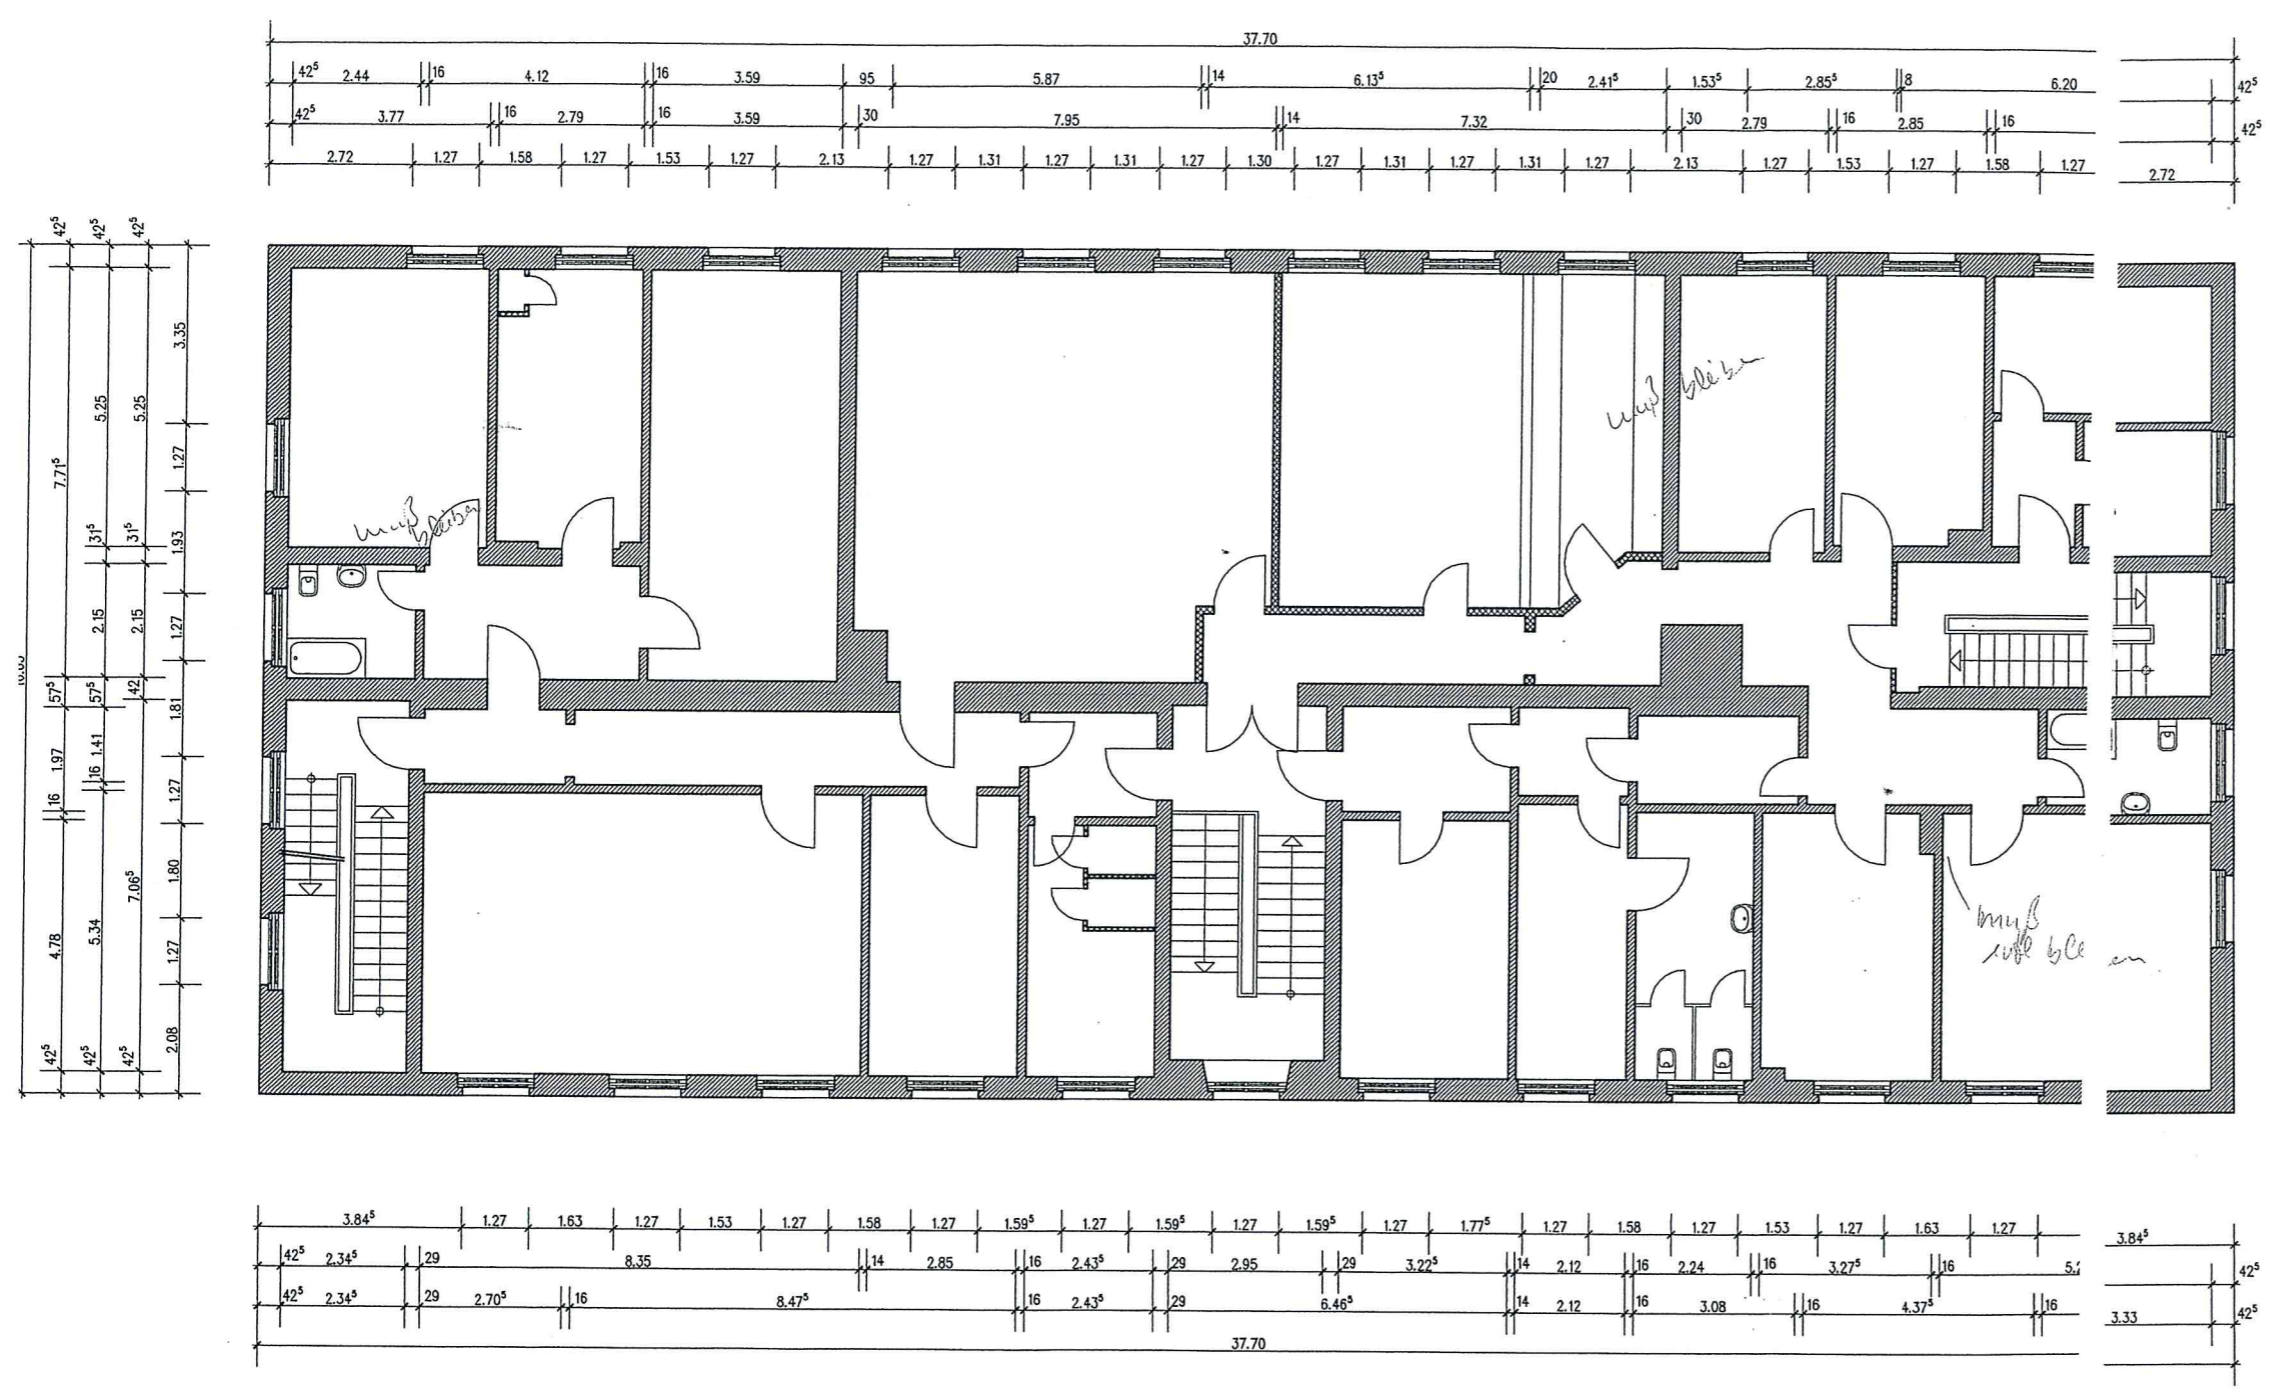 37.70
42⁵ 2.44 16 4.12 16 3.59 95 5.87 14 6.13⁵ 20 2.41⁵ 1.53⁵ 2.85⁵ 8 6.20 42⁵
42⁵ 3.77 16 2.79 16 3.59 30 7.95 14 7.32 30 2.79 16 2.85 16 42⁵
2.72 1.27 1.58 1.27 1.53 1.27 2.13 1.27 1.31 1.27 1.31 1.27 1.30 1.27 1.31 1.27 1.31 1.27 2.13 1.27 1.53 1.27 1.58 1.27 2.72
42⁵ 7.71⁵ 57⁵ 1.97 16 4.78 42⁵
42⁵ 5.25 31⁵ 2.15 57⁵ 1.41 16 5.34 42⁵
42⁵ 5.25 31⁵ 2.15 42 7.06⁵ 42⁵
3.35 1.27 1.93 1.27 1.81 1.27 1.80 1.27 2.08
muß bleiben
muß
bleiben
muß
3.84⁵ 1.27 1.63 1.27 1.53 1.27 1.58 1.27 1.59⁵ 1.27 1.59⁵ 1.27 1.59⁵ 1.27 1.77⁵ 1.27 1.58 1.27 1.53 1.27 1.63 1.27 3.84⁵
42⁵ 2.34⁵ 29 8.35 14 2.85 16 2.43⁵ 29 2.95 29 3.22⁵ 14 2.12 16 2.24 16 3.27⁵ 16 42⁵
42⁵ 2.34⁵ 29 2.70⁵ 16 8.47⁵ 16 2.43⁵ 29 6.46⁵ 14 2.12 16 3.08 16 4.37⁵ 16 3.33 42⁵
37.70